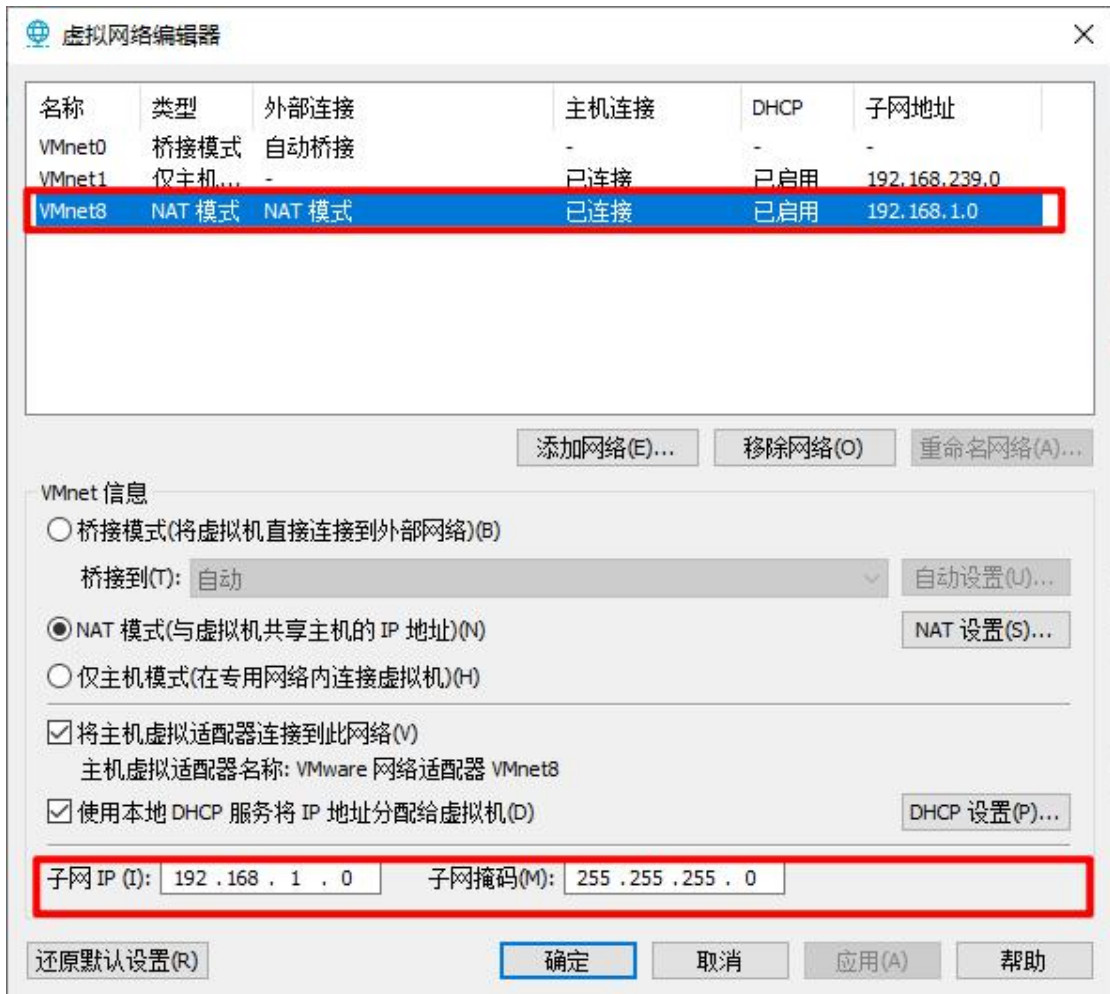 虚拟网络编辑器
名称 类型 外部连接 主机连接 DHCP 子网地址
VMnet0 桥接模式 自动桥接 - - -
VMnet1 仅主机... - 已连接 已启用 192.168.239.0
VMnet8 NAT 模式 NAT 模式 已连接 已启用 192.168.1.0
添加网络(E)... 移除网络(O) 重命名网络(A)...
VMnet 信息
桥接模式(将虚拟机直接连接到外部网络)(B)
桥接到(T): 自动 自动设置(U)...
NAT 模式(与虚拟机共享主机的 IP 地址)(N) NAT 设置(S)...
仅主机模式(在专用网络内连接虚拟机)(H)
将主机虚拟适配器连接到此网络(V)
主机虚拟适配器名称: VMware 网络适配器 VMnet8
使用本地 DHCP 服务将 IP 地址分配给虚拟机(D) DHCP 设置(P)...
子网 IP (I): 192 . 168 . 1 . 0 子网掩码(M): 255 . 255 . 255 . 0
还原默认设置(R) 确定 取消 应用(A) 帮助